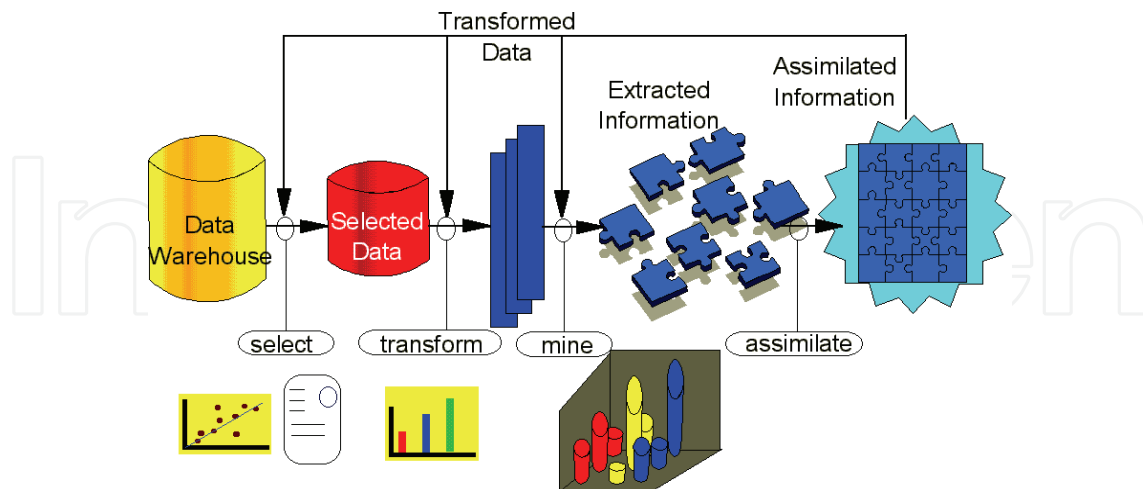 Transformed
Data
Assimilated
Information
Extracted
Information
Data
Warehouse
Selected
Data
select
transform
mine
assimilate